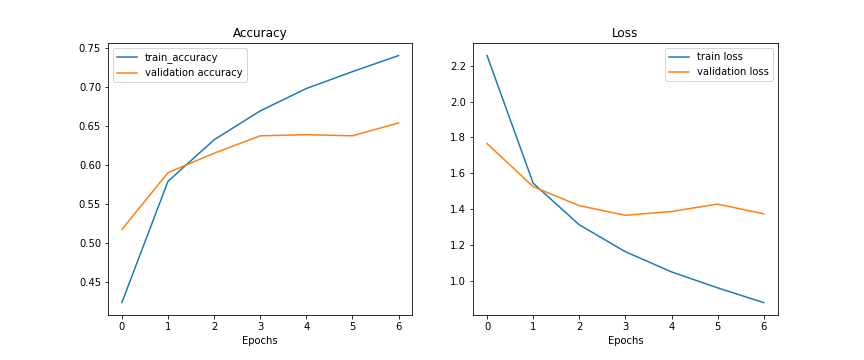 Accuracy
train_accuracy
validation accuracy
0.75
0.70
0.65
0.60
0.55
0.50
0.45
0 1 2 3 4 5 6
Epochs
Loss
train loss
validation loss
2.2
2.0
1.8
1.6
1.4
1.2
1.0
0 1 2 3 4 5 6
Epochs